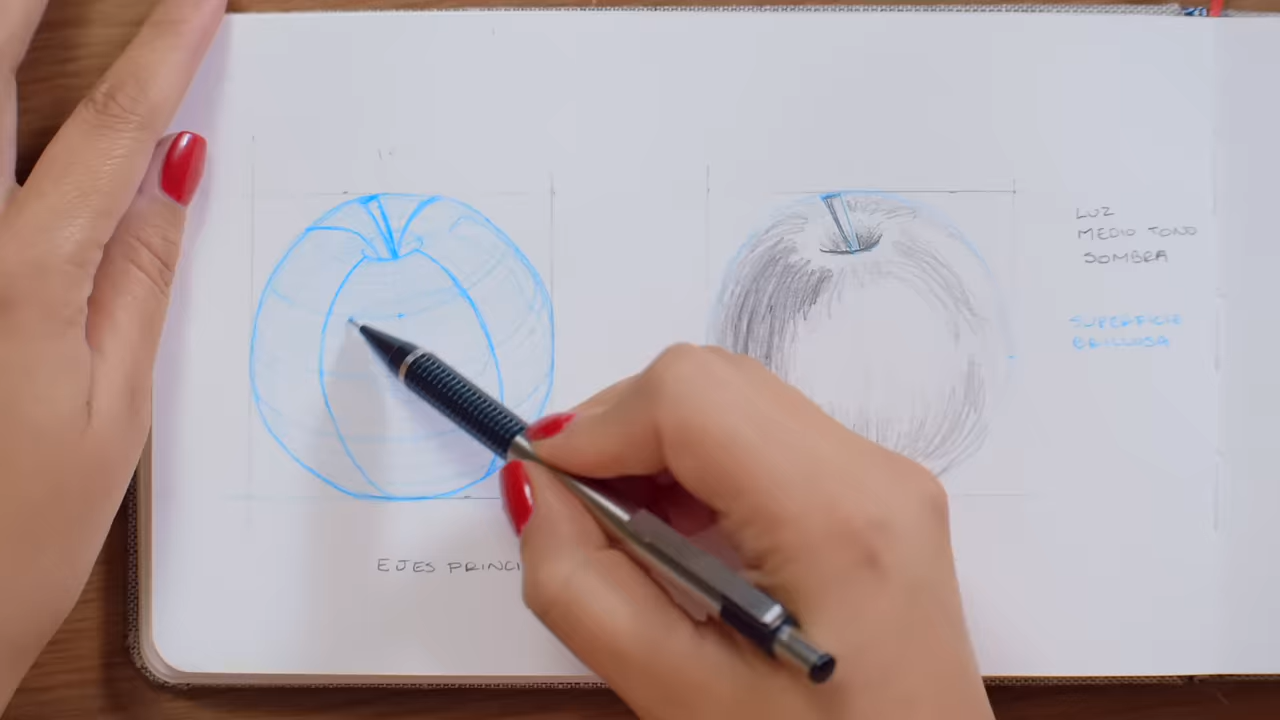 EJES PRINCI
LUZ
MEDIO TONO
SOMBRA
SUPERFICIE
BRILLOSA